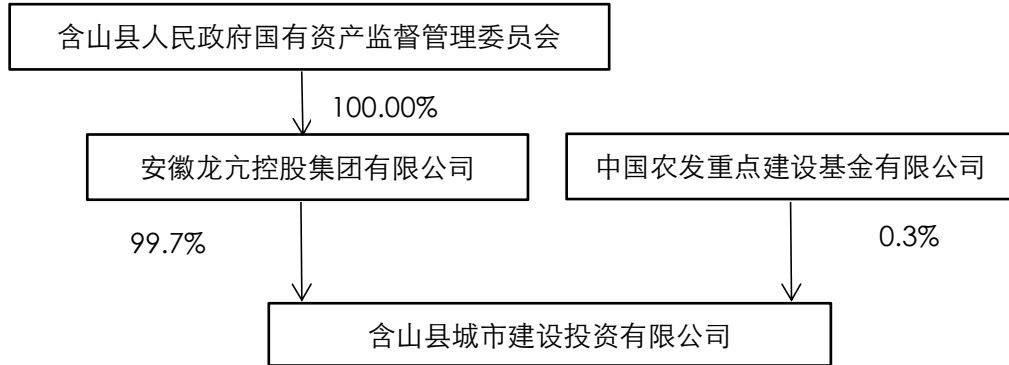 含山县人民政府国有资产监督管理委员会
100.00%
安徽龙亢控股集团有限公司
中国农发重点建设基金有限公司
99.7%
0.3%
含山县城市建设投资有限公司